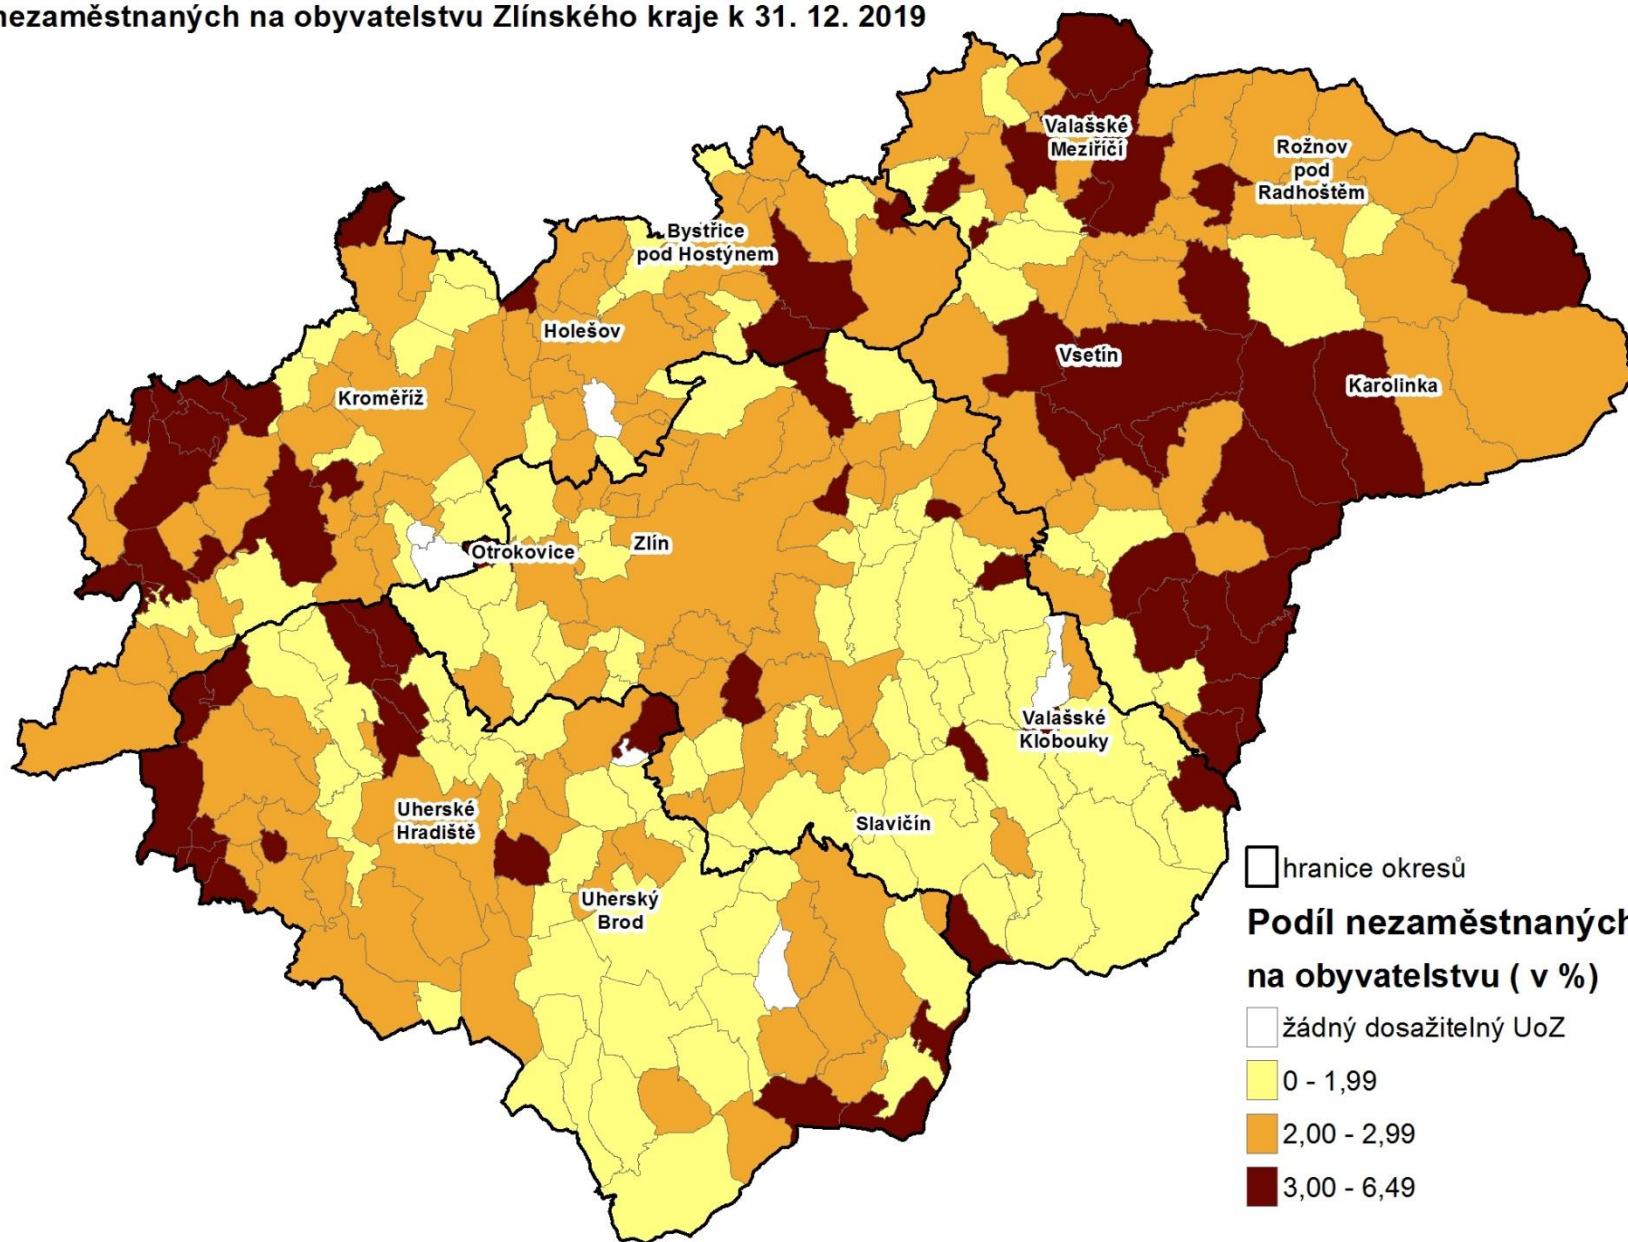 nezaměstnaných na obyvatelstvu Zlínského kraje k 31. 12. 2019
Valašské
Meziříčí
Rožnov
pod
Radhoštěm
Bystřice
pod Hostýnem
Holešov
Vsetín
Karolinka
Kroměříž
Otrokovice
Zlín
Valašské
Klobouky
Uherské
Hradiště
Slavičín
Uherský
Brod
hranice okresů
Podíl nezaměstnaných
na obyvatelstvu ( v %)
žádný dosažitelný UoZ
0 - 1,99
2,00 - 2,99
3,00 - 6,49